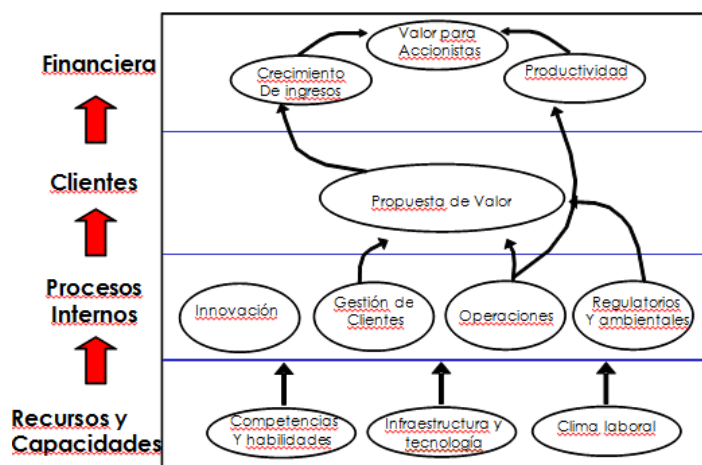 Financiera
Valor para
Accionistas
Crecimiento
De ingresos
Productividad
Clientes
Propuesta de Valor
Procesos
Internos
Innovación
Gestión de
Clientes
Operaciones
Regulatorios
Y ambientales
Recursos y
Capacidades
Competencias
Y habilidades
Infraestructura y
tecnología
Clima laboral